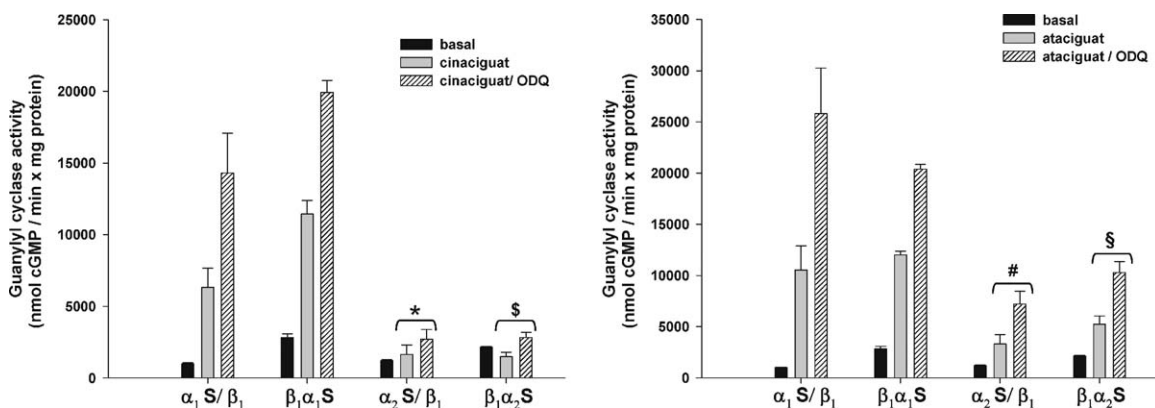 Guanylyl cyclase activity
(nmol cGMP / min x mg protein)
25000
20000
15000
10000
5000
0
basal
cinaciguat
cinaciguat/ ODQ
*
$
α₁ S/ β₁
β₁α₁S
α₂ S/ β₁
β₁α₂S
Guanylyl cyclase activity
(nmol cGMP / min x mg protein)
35000
30000
25000
20000
15000
10000
5000
0
basal
ataciguat
ataciguat / ODQ
#
§
α₁ S/ β₁
β₁α₁S
α₂ S/ β₁
β₁α₂S